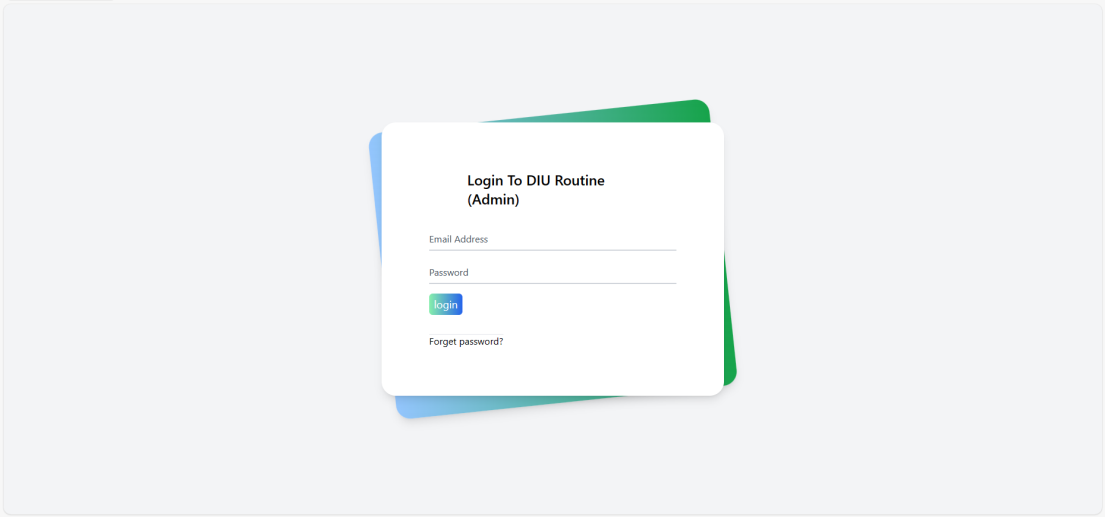 Login To DIU Routine
(Admin)
Email Address
Password
login
Forget password?